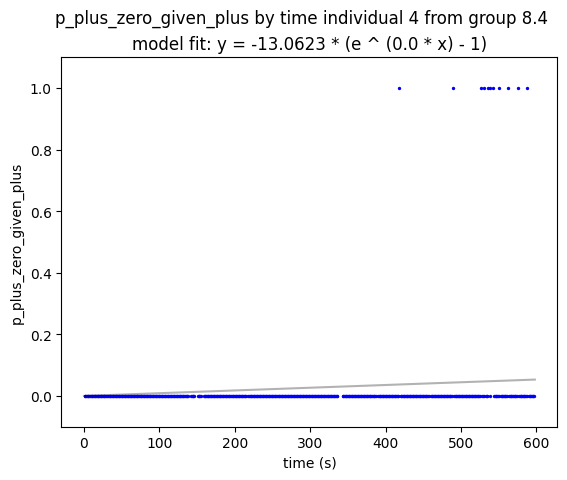 p_plus_zero_given_plus by time individual 4 from group 8.4
model fit: y = -13.0623 * (e ^ (0.0 * x) - 1)
p_plus_zero_given_plus
1.0
0.8
0.6
0.4
0.2
0.0
0 100 200 300 400 500 600
time (s)